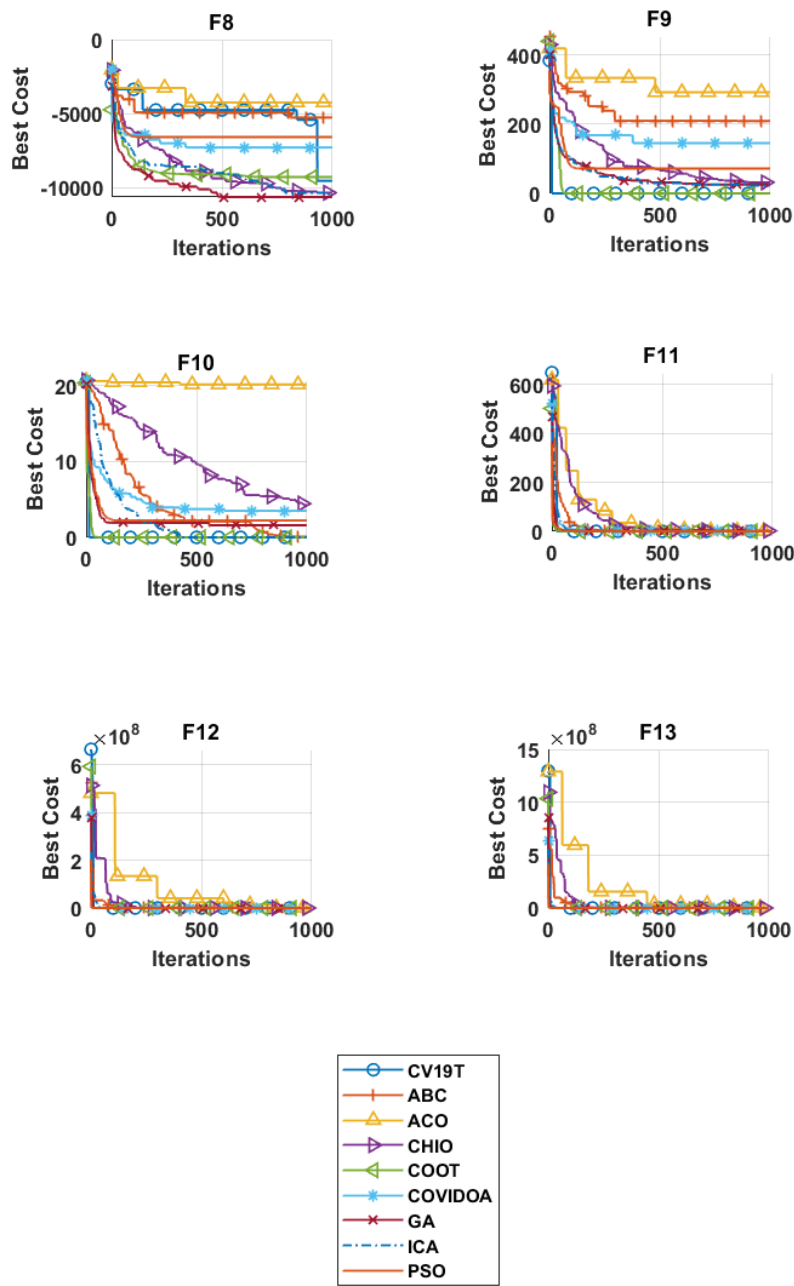 F8
0
-5000
-10000
Best Cost
0 500 1000
Iterations
F9
400
200
0
Best Cost
0 500 1000
Iterations
F10
20
10
0
Best Cost
0 500 1000
Iterations
F11
600
400
200
0
Best Cost
0 500 1000
Iterations
×10^8
F12
6
4
2
0
Best Cost
0 500 1000
Iterations
×10^8
F13
15
10
5
0
Best Cost
0 500 1000
Iterations
CV19T
ABC
ACO
CHIO
COOT
COVIDOA
GA
ICA
PSO